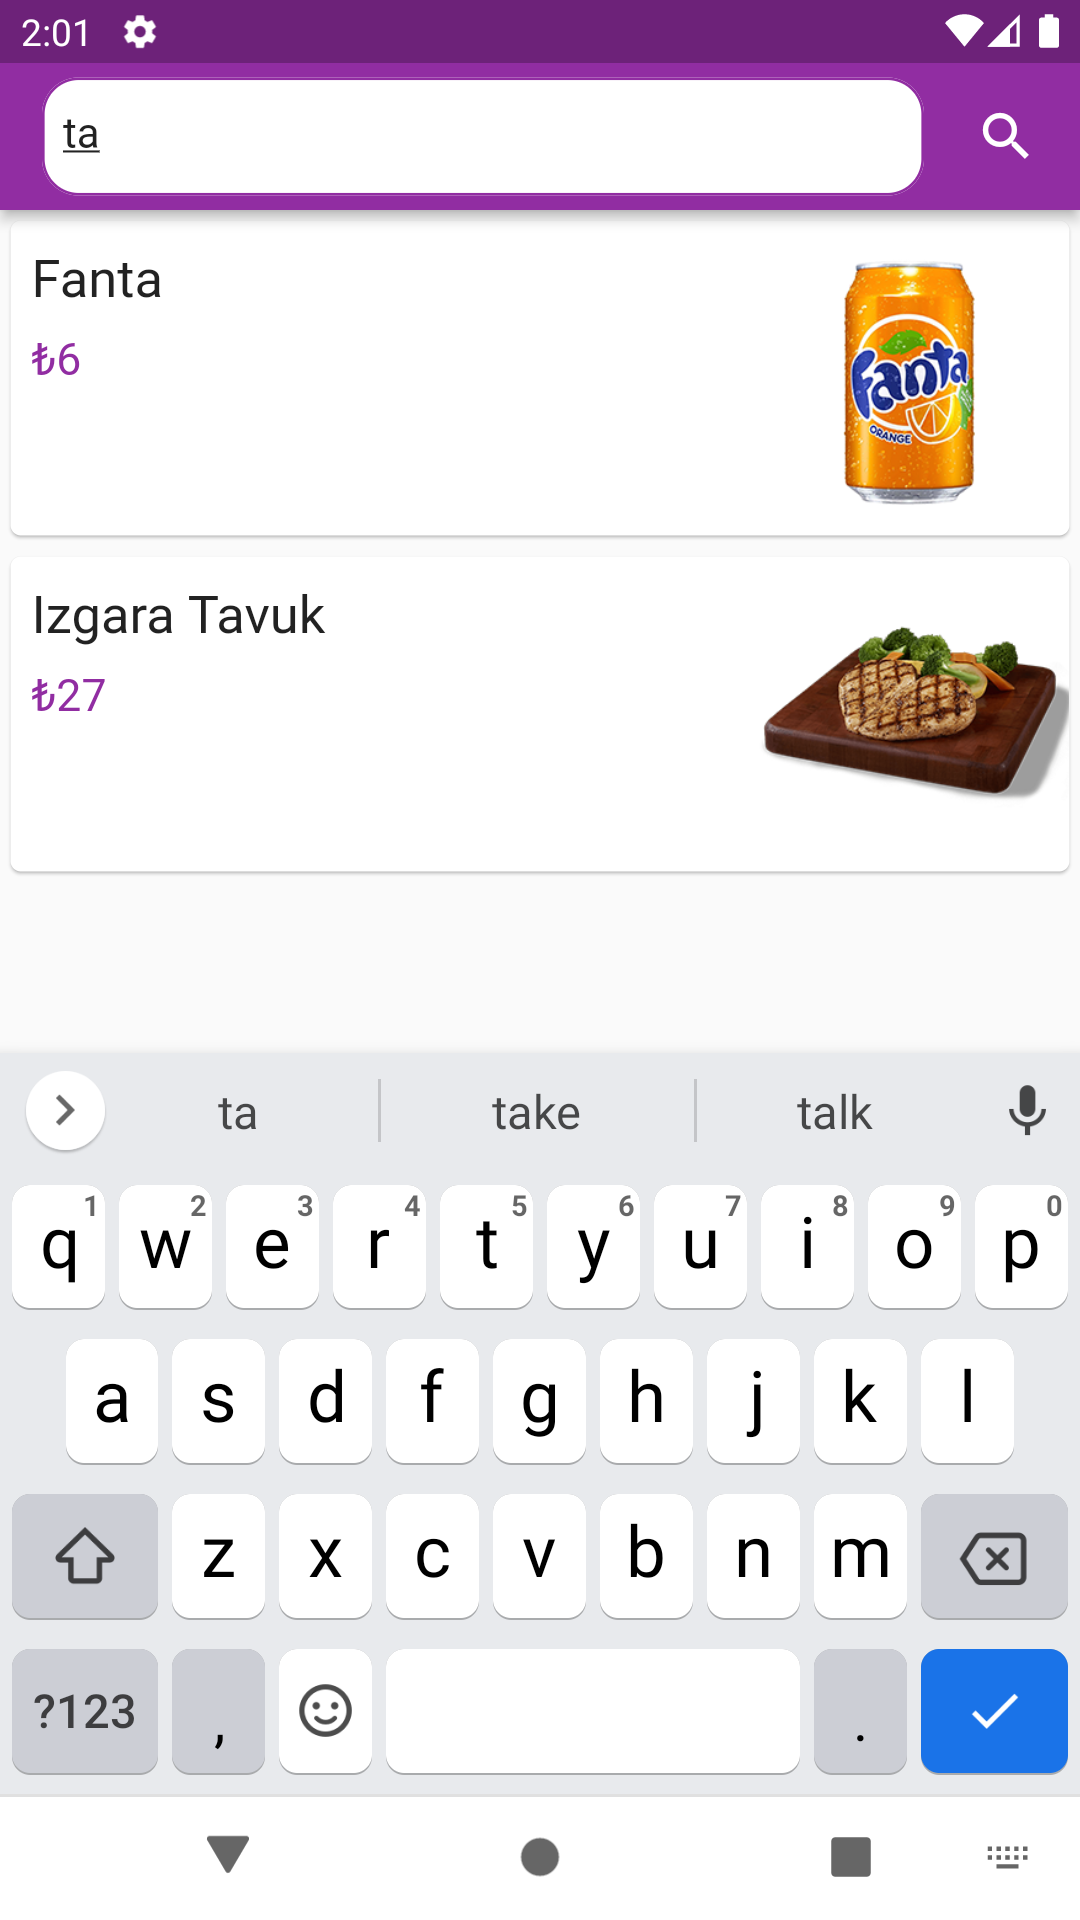 2:01
ta
Fanta
₺6
Fanta
ORANGE
Izgara Tavuk
₺27
ta take talk
1 2 3 4 5 6 7 8 9 0
q w e r t y u i o p
a s d f g h j k l
z x c v b n m
?123 , .